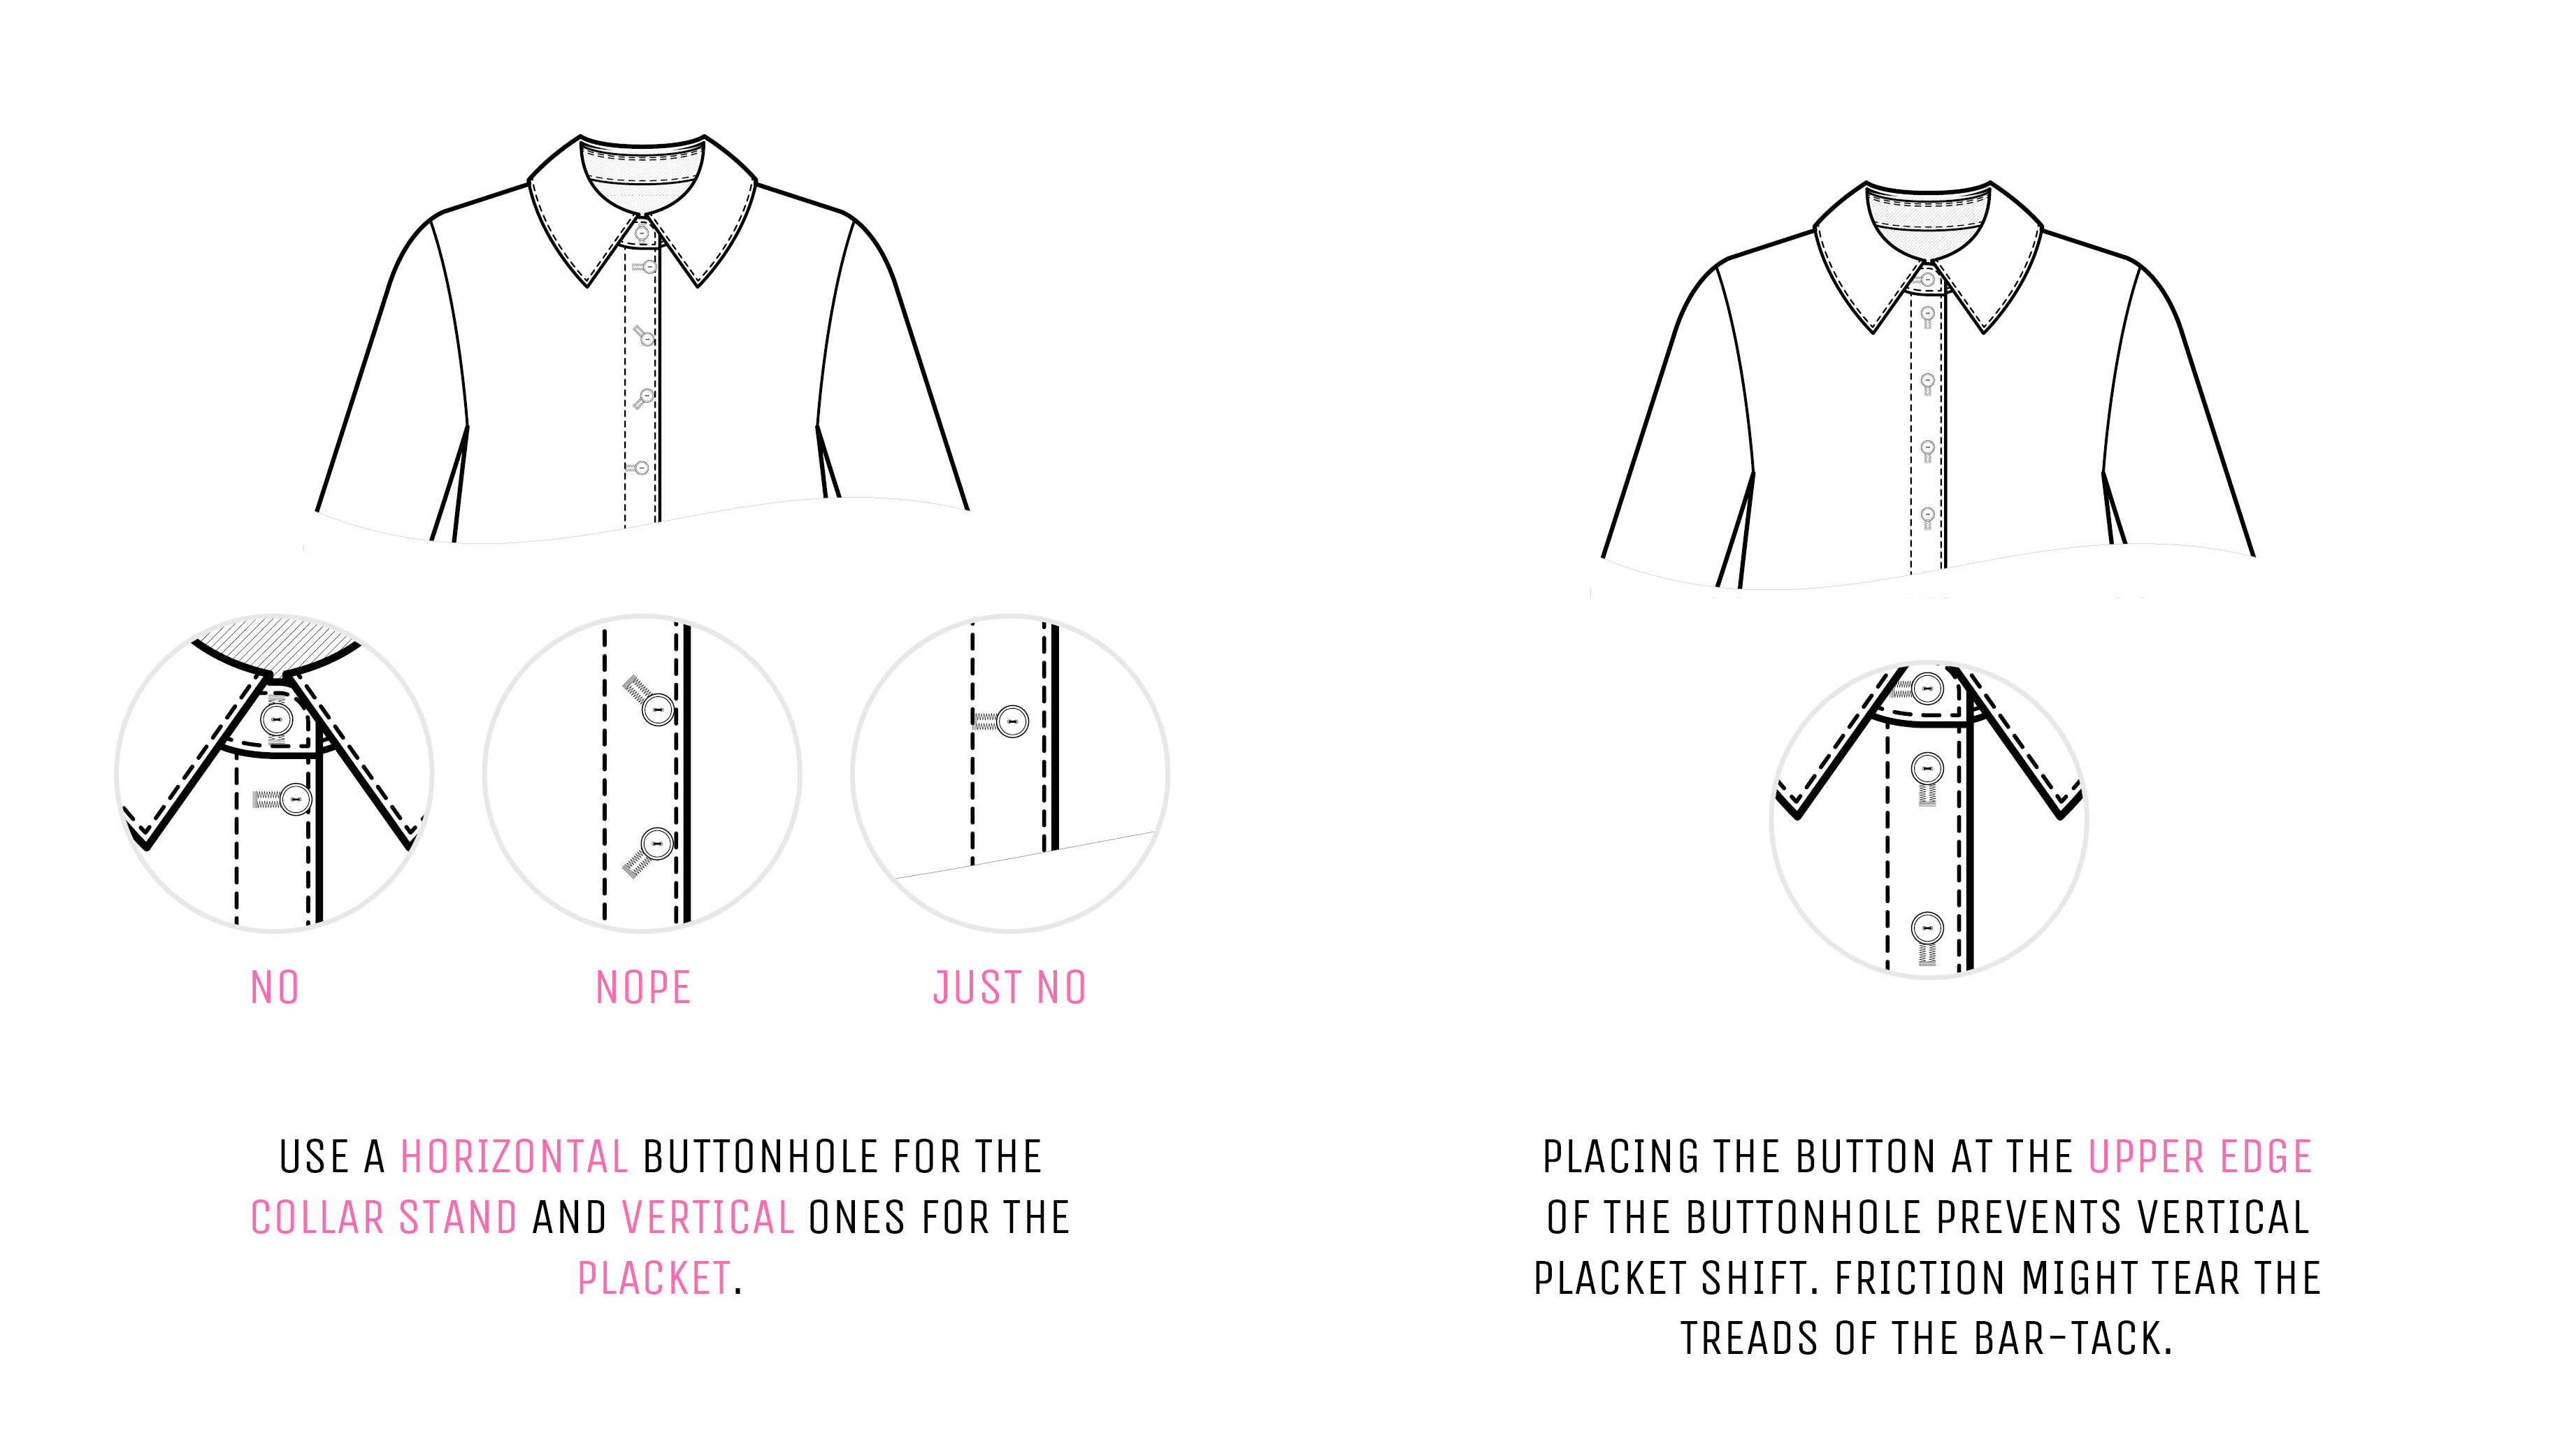 NO
NOPE
JUST NO
USE A HORIZONTAL BUTTONHOLE FOR THE
COLLAR STAND AND VERTICAL ONES FOR THE
PLACKET.
PLACING THE BUTTON AT THE UPPER EDGE
OF THE BUTTONHOLE PREVENTS VERTICAL
PLACKET SHIFT. FRICTION MIGHT TEAR THE
TREADS OF THE BAR-TACK.